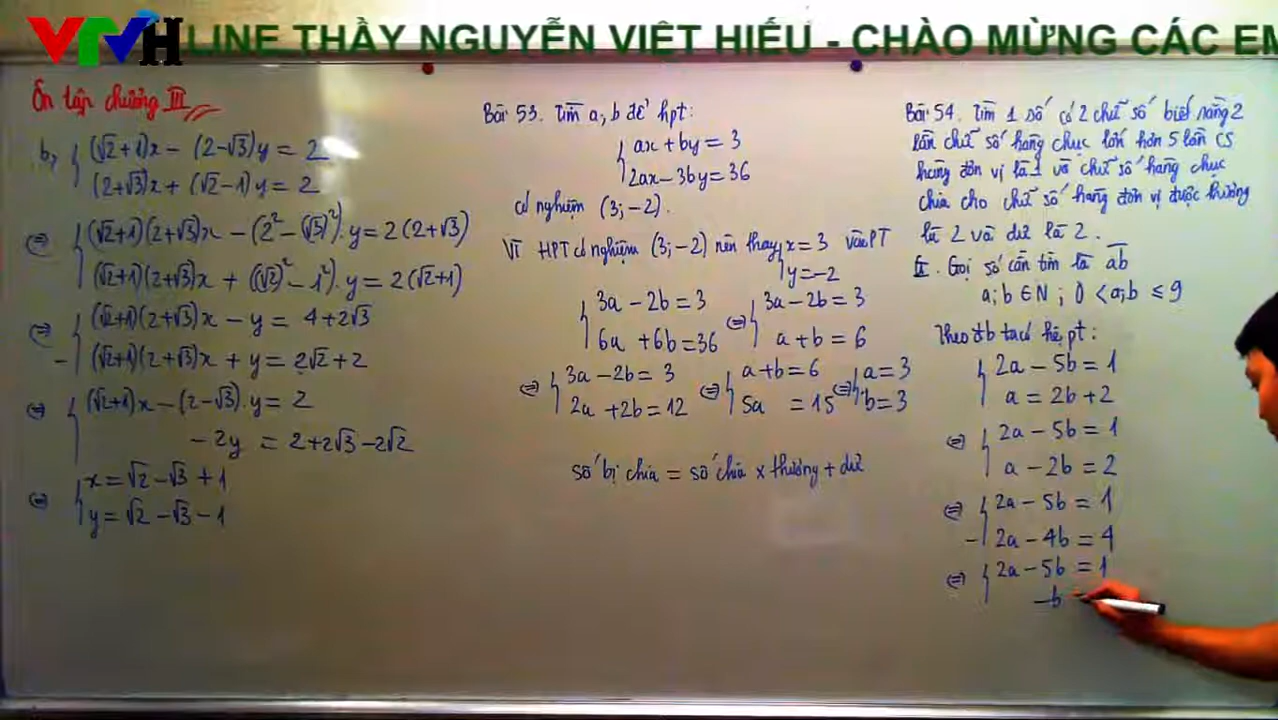 VTVH LINE THẦY NGUYỄN VIỆT HIẾU - CHÀO MỪNG CÁC EM
Ôn tập chương III
b, { (√2+1)x - (2-√3)y = 2
(2+√3)x + (√2-1)y = 2
⇔ { (√2+1)(2+√3)x - (2² - (√3)²).y = 2(2+√3)
(√2+1)(2+√3)x + ((√2)² - 1²).y = 2(√2+1)
⇔ { (√2+1)(2+√3)x - y = 4+2√3
- (√2+1)(2+√3)x + y = 2√2+2
⇔ { (√2+1)x - (2-√3).y = 2
-2y = 2+2√3-2√2
⇔ { x = √2 - √3 + 1
y = √2 - √3 - 1
Bài 53. Tìm a, b để hpt:
{ ax + by = 3
2ax - 3by = 36
có nghiệm (3; -2).
Vì HPT có nghiệm (3; -2) nên thay { x = 3 vào PT
y = -2
{ 3a - 2b = 3 ⇔ { 3a - 2b = 3
6a + 6b = 36 a + b = 6
⇔ { 3a - 2b = 3 ⇔ { a + b = 6 ⇔ { a = 3
2a + 2b = 12 5a = 15 b = 3
Số bị chia = số chia × thương + dư
Bài 54. Tìm 1 số có 2 chữ số biết rằng 2
lần chữ số hàng chục lớn hơn 5 lần CS
hàng đơn vị là 1 và chữ số hàng chục
chia cho chữ số hàng đơn vị được thương
là 2 và dư là 2.
Gọi số cần tìm là ab
a; b ∈ N ; 0 < a; b ≤ 9
Theo đb ta có hệ pt:
{ 2a - 5b = 1
a = 2b + 2
⇔ { 2a - 5b = 1
a - 2b = 2
⇔ { 2a - 5b = 1
- 2a - 4b = 4
⇔ { 2a - 5b = 1
-b